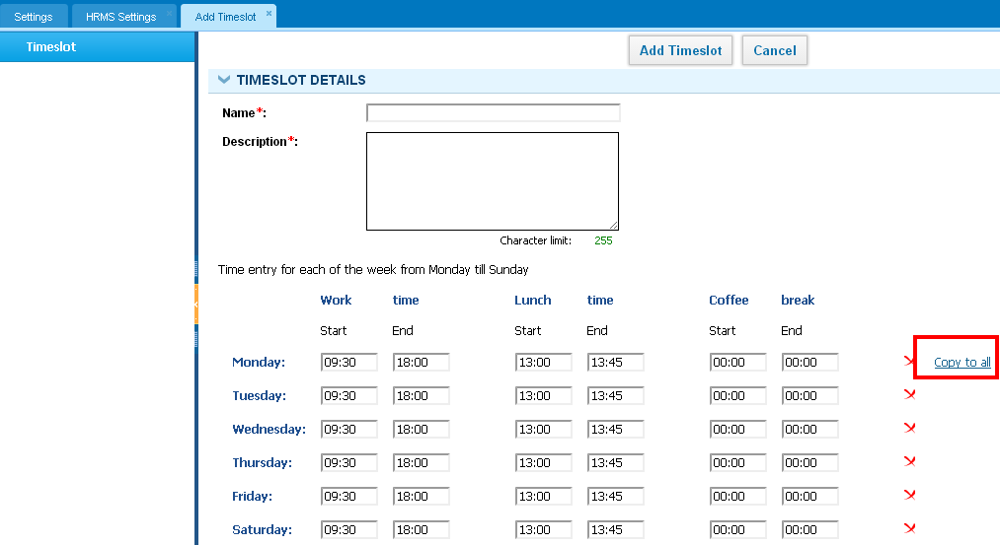 Settings HRMS Settings Add Timeslot
Timeslot
Add Timeslot Cancel
TIMESLOT DETAILS
Name*:
Description*:
Character limit: 255
Time entry for each of the week from Monday till Sunday
Work time Lunch time Coffee break
Start End Start End Start End
Monday: 09:30 18:00 13:00 13:45 00:00 00:00 Copy to all
Tuesday: 09:30 18:00 13:00 13:45 00:00 00:00
Wednesday: 09:30 18:00 13:00 13:45 00:00 00:00
Thursday: 09:30 18:00 13:00 13:45 00:00 00:00
Friday: 09:30 18:00 13:00 13:45 00:00 00:00
Saturday: 09:30 18:00 13:00 13:45 00:00 00:00